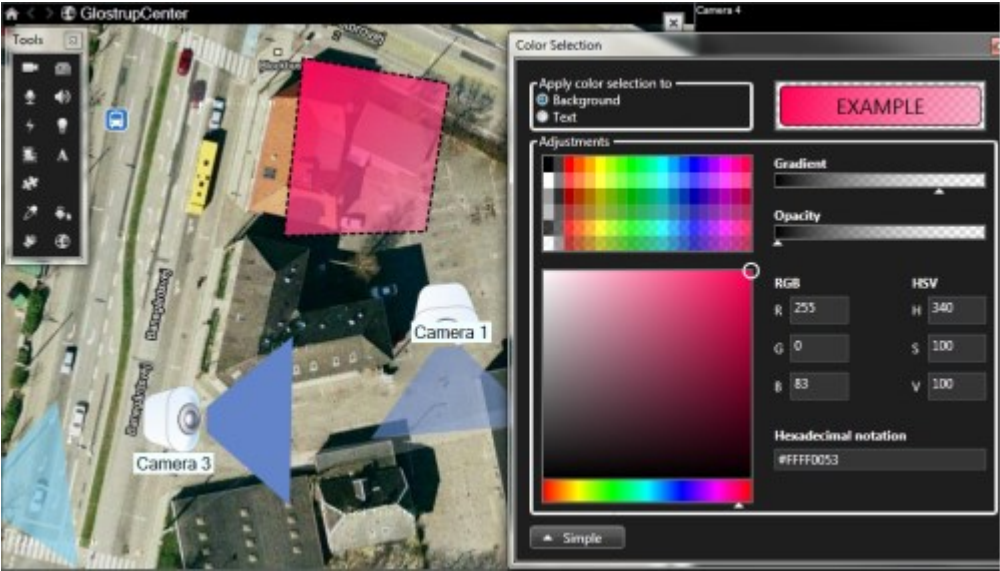 GlostrupCenter
Camera 4
Tools
A
Camera 1
Camera 3
Color Selection
Apply color selection to
Background
Text
EXAMPLE
Adjustments
Gradient
Opacity
RGB
HSV
R 255
H 340
G 0
S 100
B 83
V 100
Hexadecimal notation
#FFFF0053
Simple